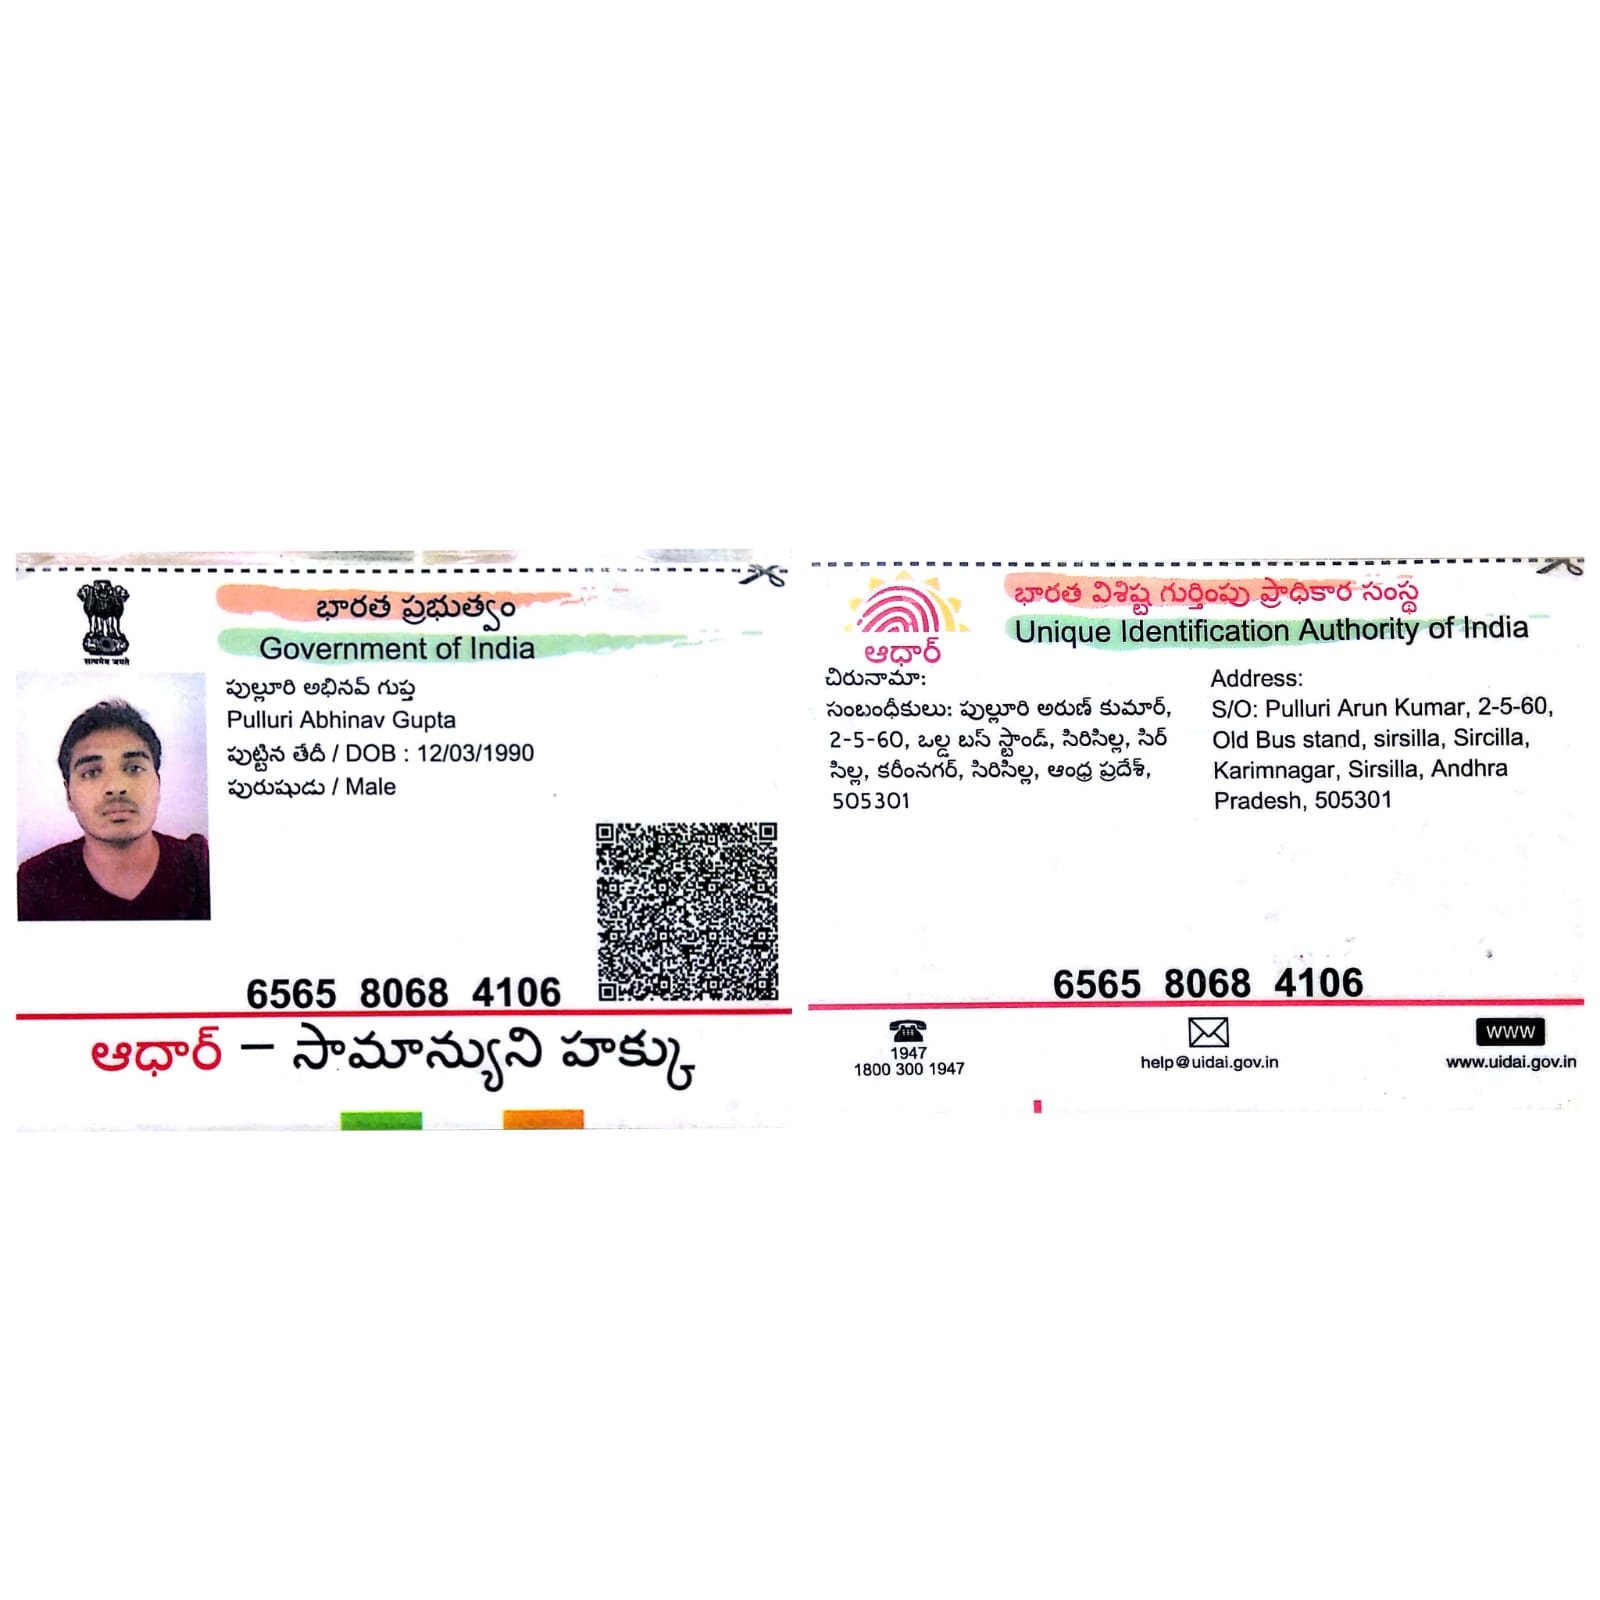 భారత ప్రభుత్వం
Government of India
सत्यमेव जयते
పుల్లూరి అభినవ్ గుప్త
Pulluri Abhinav Gupta
పుట్టిన తేదీ / DOB : 12/03/1990
పురుషుడు / Male
6565 8068 4106
ఆధార్ – సామాన్యుని హక్కు
భారత విశిష్ట గుర్తింపు ప్రాధికార సంస్థ
Unique Identification Authority of India
ఆధార్
చిరునామా:
సంబంధీకులు: పుల్లూరి అరుణ్ కుమార్,
2-5-60, ఒల్డ బస్ స్టాండ్, సిరిసిల్ల, సిర్
సిల్ల, కరీంనగర్, సిరిసిల్ల, ఆంధ్ర ప్రదేశ్,
505301
Address:
S/O: Pulluri Arun Kumar, 2-5-60,
Old Bus stand, sirsilla, Sircilla,
Karimnagar, Sirsilla, Andhra
Pradesh, 505301
6565 8068 4106
1947
1800 300 1947
help@uidai.gov.in
WWW
www.uidai.gov.in